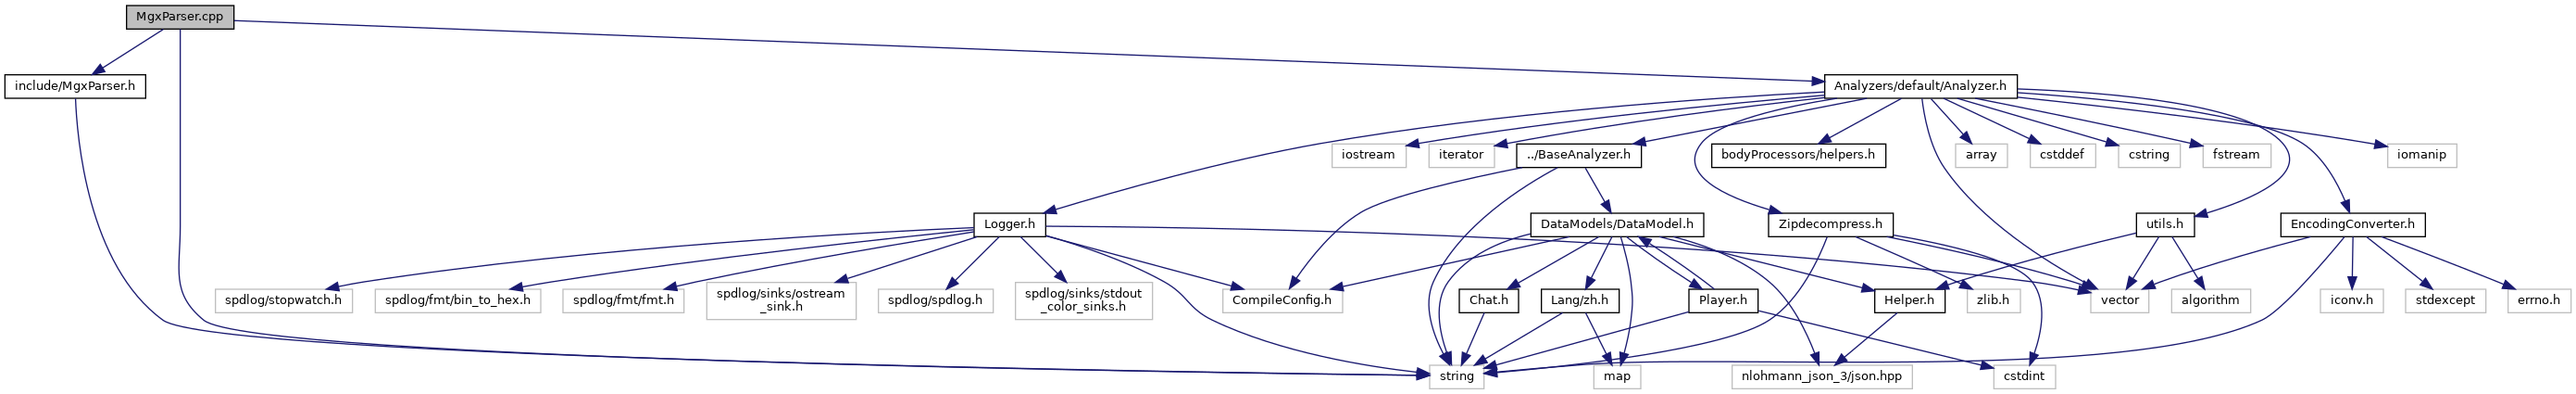 MgxParser.cpp
include/MgxParser.h
Analyzers/default/Analyzer.h
iostream
iterator
../BaseAnalyzer.h
bodyProcessors/helpers.h
array
cstddef
cstring
fstream
iomanip
Logger.h
DataModels/DataModel.h
Zipdecompress.h
utils.h
EncodingConverter.h
spdlog/stopwatch.h
spdlog/fmt/bin_to_hex.h
spdlog/fmt/fmt.h
spdlog/sinks/ostream
_sink.h
spdlog/spdlog.h
spdlog/sinks/stdout
_color_sinks.h
CompileConfig.h
Chat.h
Lang/zh.h
Player.h
Helper.h
zlib.h
vector
algorithm
iconv.h
stdexcept
errno.h
string
map
nlohmann_json_3/json.hpp
cstdint